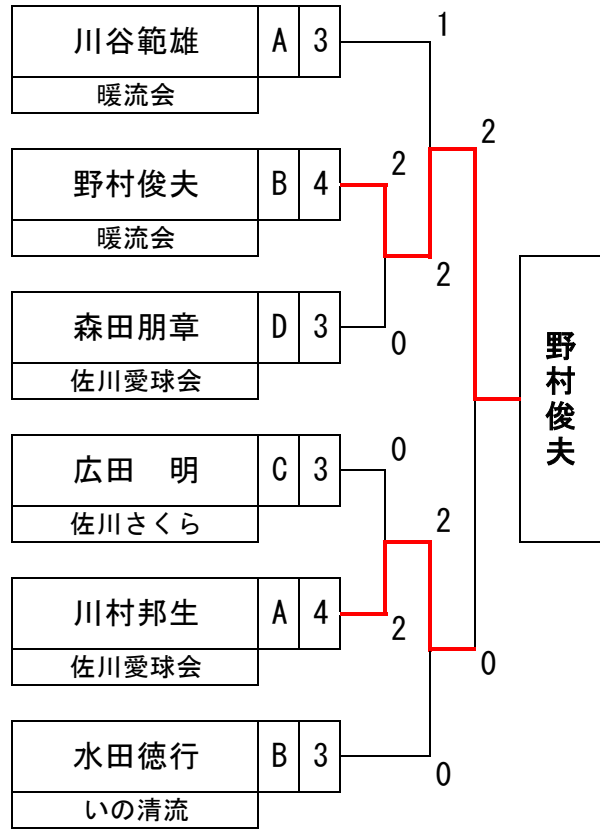 川谷範雄 A 3
暖流会
野村俊夫 B 4
暖流会
森田朋章 D 3
佐川愛球会
広田　明 C 3
佐川さくら
川村邦生 A 4
佐川愛球会
水田徳行 B 3
いの清流
1
2
2
2
0
0
2
2
0
0
野村俊夫